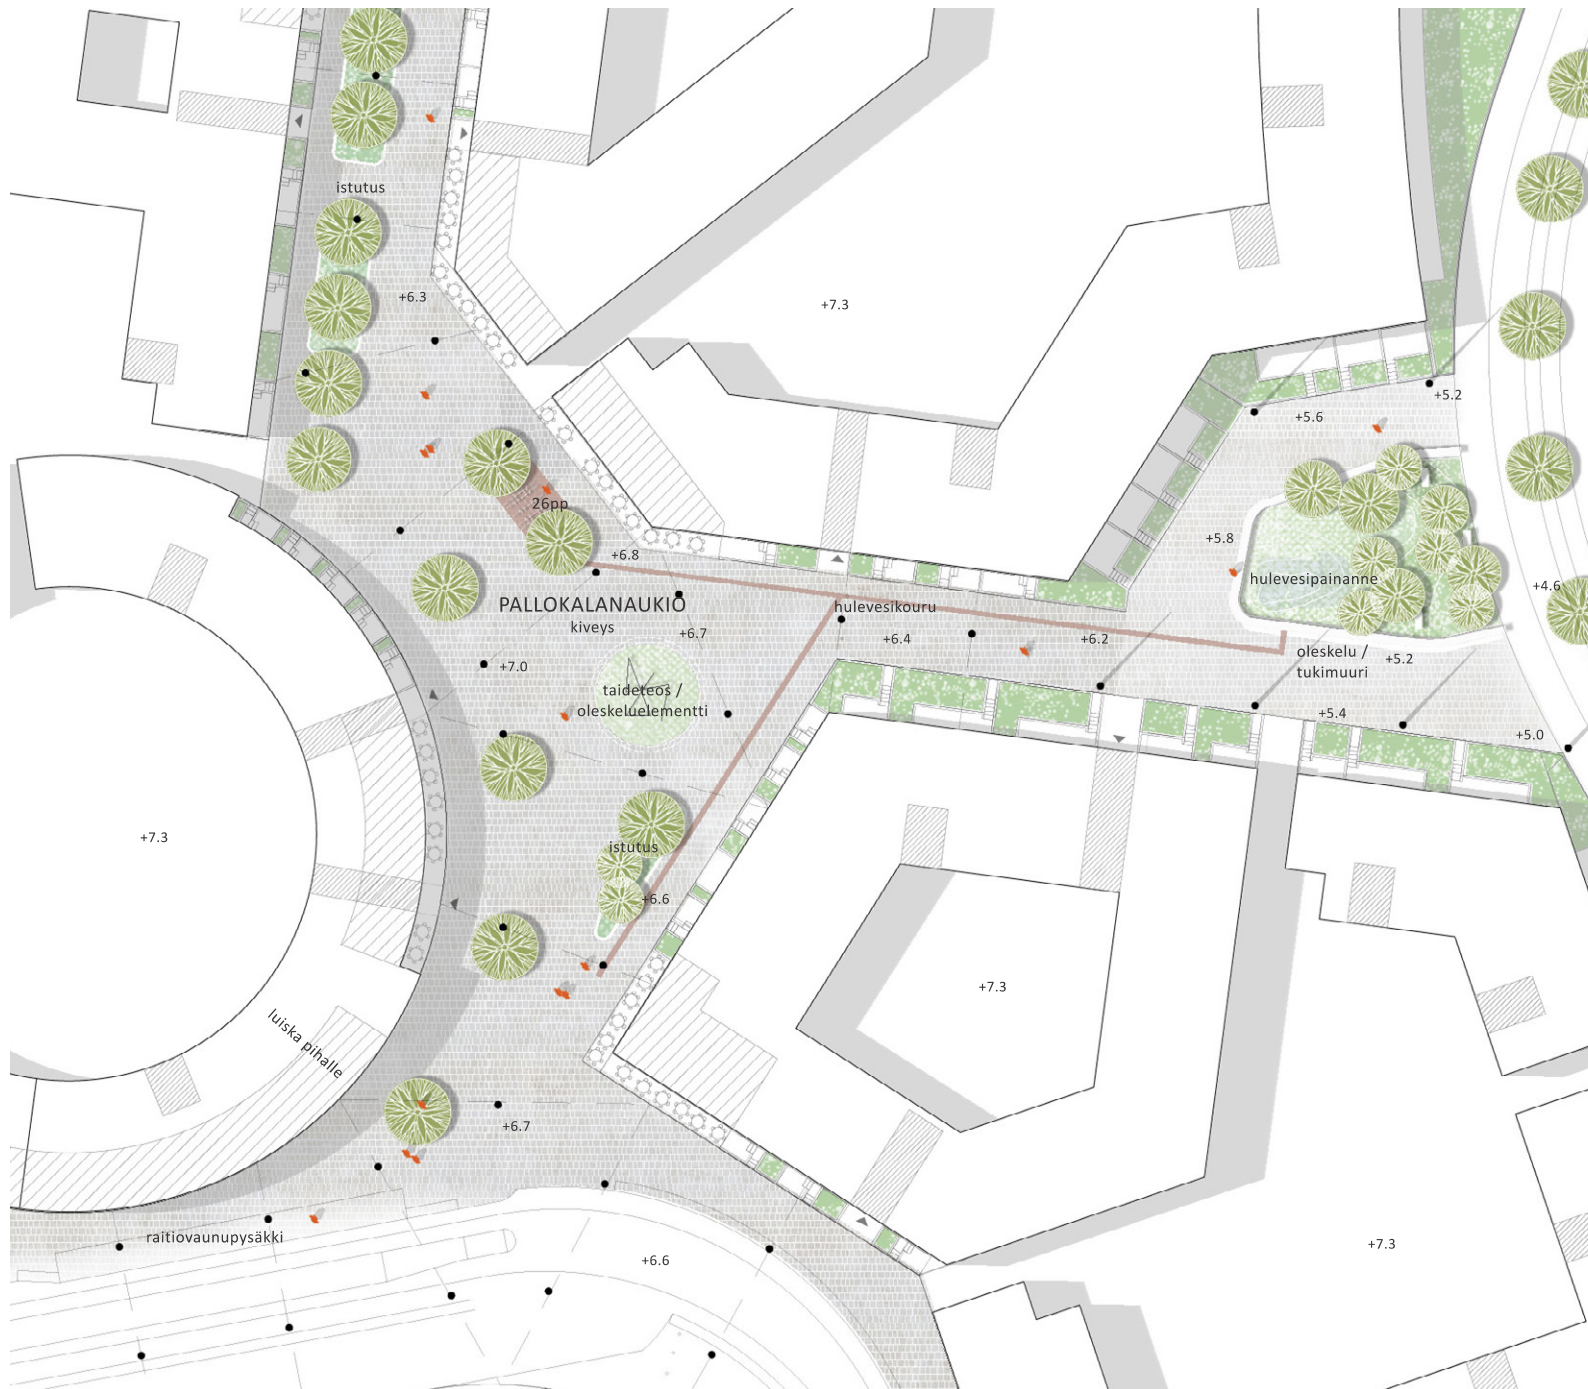 istutus
+6.3
+7.3
+5.2
+5.6
26pp
+5.8
+6.8
hulevesipainanne
+4.6
PALLOKALANAUKIO
kiveys
hulevesikouru
+6.7
+6.4
+6.2
+7.0
oleskelu /
tukimuuri
+5.2
taideteos /
oleskeluelementti
+5.4
+5.0
+7.3
istutus
+6.6
+7.3
luiska pihalle
+6.7
raitiovaunupysäkki
+6.6
+7.3